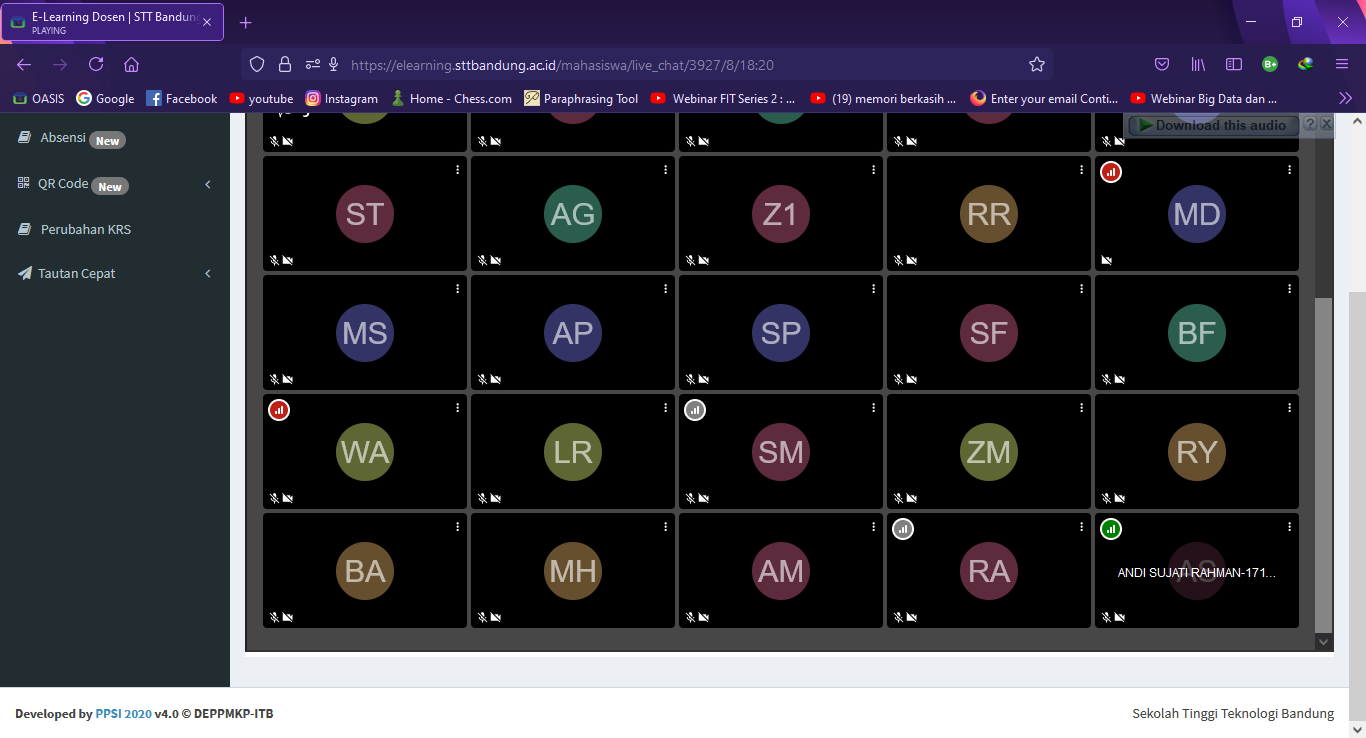 E-Learning Dosen | STT Bandung
PLAYING
https://elearning.sttbandung.ac.id/mahasiswa/live_chat/3927/8/18:20
OASIS
Google
Facebook
youtube
Instagram
Home - Chess.com
Paraphrasing Tool
Webinar FIT Series 2 : ...
(19) memori berkasih ...
Enter your email Conti...
Webinar Big Data dan ...
Absensi New
QR Code New
Perubahan KRS
Tautan Cepat
Download this audio
ST AG Z1 RR MD
MS AP SP SF BF
WA LR SM ZM RY
BA MH AM RA AS
ANDI SUJATI RAHMAN-171...
Developed by PPSI 2020 v4.0 © DEPPMKP-ITB
Sekolah Tinggi Teknologi Bandung